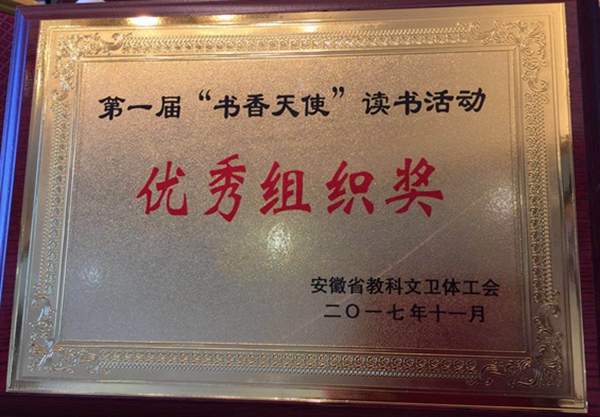 第一届“书香天使”读书活动
优秀组织奖
安徽省教科文卫体工会
二〇一七年十一月